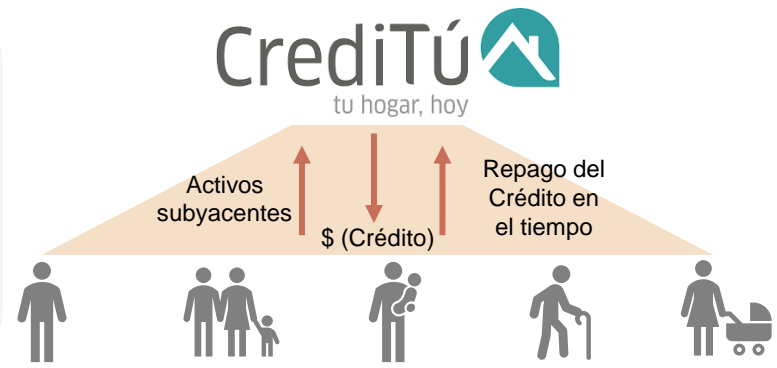 CrediTú
tu hogar, hoy
Activos
subyacentes
$ (Crédito)
Repago del
Crédito en
el tiempo